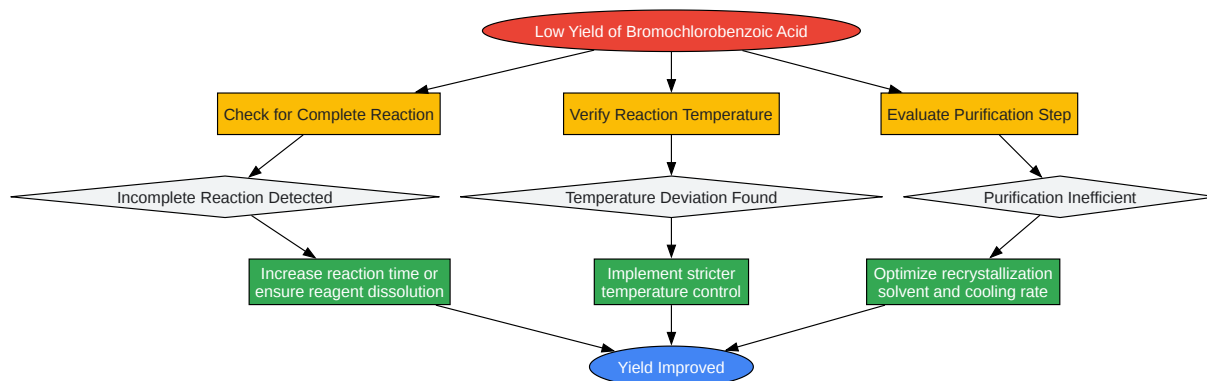 Low Yield of Bromochlorobenzoic Acid
Check for Complete Reaction
Verify Reaction Temperature
Evaluate Purification Step
Incomplete Reaction Detected
Temperature Deviation Found
Purification Inefficient
Increase reaction time or
ensure reagent dissolution
Implement stricter
temperature control
Optimize recrystallization
solvent and cooling rate
Yield Improved